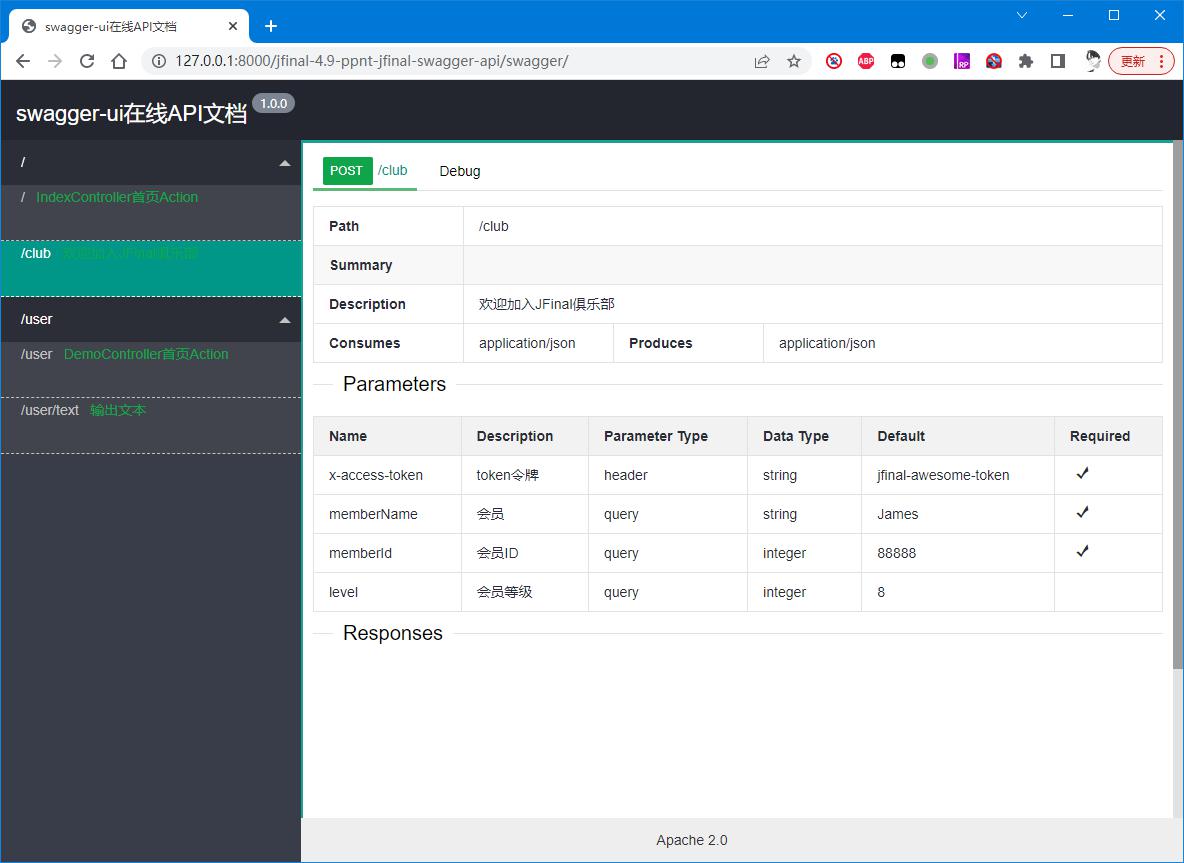 swagger-ui在线API文档
127.0.0.1:8000/jfinal-4.9-ppnt-jfinal-swagger-api/swagger/
ABP
RP
更新
swagger-ui在线API文档 1.0.0
/
/ IndexController首页Action
/club 欢迎加入JFinal俱乐部
/user
/user DemoController首页Action
/user/text 输出文本
POST /club Debug
Path /club
Summary
Description 欢迎加入JFinal俱乐部
Consumes application/json Produces application/json
Parameters
Name Description Parameter Type Data Type Default Required
x-access-token token令牌 header string jfinal-awesome-token ✓
memberName 会员 query string James ✓
memberId 会员ID query integer 88888 ✓
level 会员等级 query integer 8
Responses
Apache 2.0